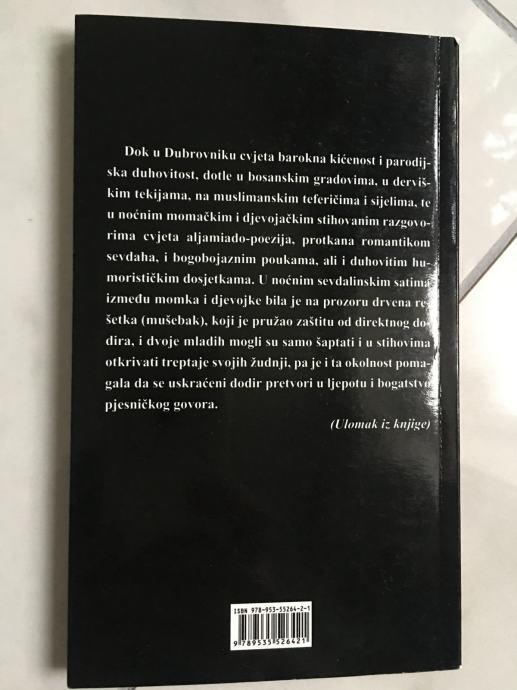 Dok u Dubrovniku cvjeta barokna kićenost i parodij-
ska duhovitost, dotle u bosanskim gradovima, u derviš-
kim tekijama, na muslimanskim teferičima i sijelima, te
u noćnim momačkim i djevojačkim stihovanim razgovo-
rima cvjeta aljamiado-poezija, protkana romantikom
sevdaha, i bogobojaznim poukama, ali i duhovitim hu-
morističkim dosjetkama. U noćnim sevdalinskim satima
između momka i djevojke bila je na prozoru drvena re-
šetka (mušebak), koji je pružao zaštitu od direktnog do-
dira, i dvoje mladih mogli su samo šaptati i u stihovima
otkrivati treptaje svojih žudnji, pa je i ta okolnost poma-
gala da se uskraćeni dodir pretvori u ljepotu i bogatstvo
pjesničkog govora.
(Ulomak iz knjige)
ISBN 978-953-55264-2-1
9 789535 526421